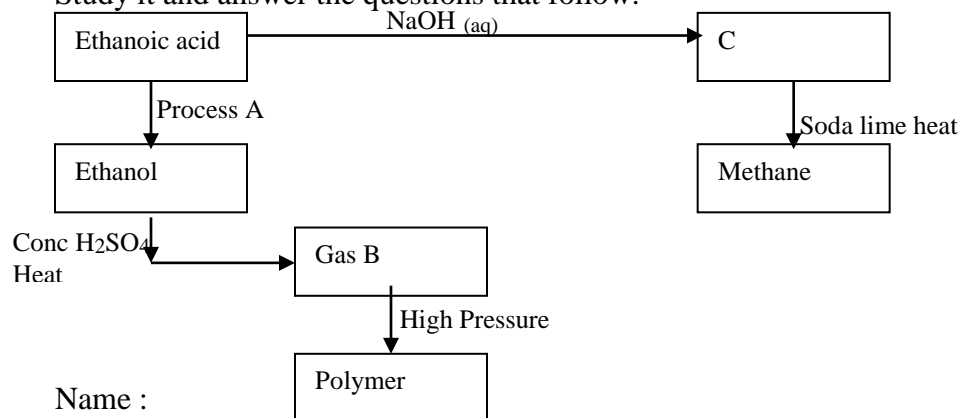 Study it and answer the questions that follow.
NaOH (aq)
Ethanoic acid
C
Process A
Soda lime heat
Ethanol
Methane
Conc H₂SO₄
Heat
Gas B
High Pressure
Polymer
Name :